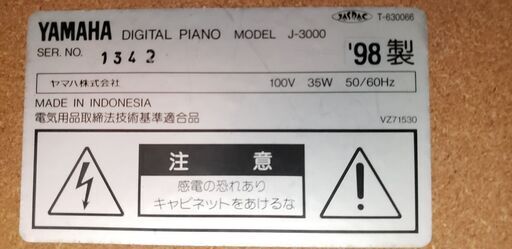 YAMAHA DIGITAL PIANO MODEL J-3000
JASRAC T-630066
SER. NO. 1342
'98製
ヤマハ株式会社 100V 35W 50/60Hz
MADE IN INDONESIA
電気用品取締法技術基準適合品
VZ71530
注意
感電の恐れあり
キャビネットをあけるな